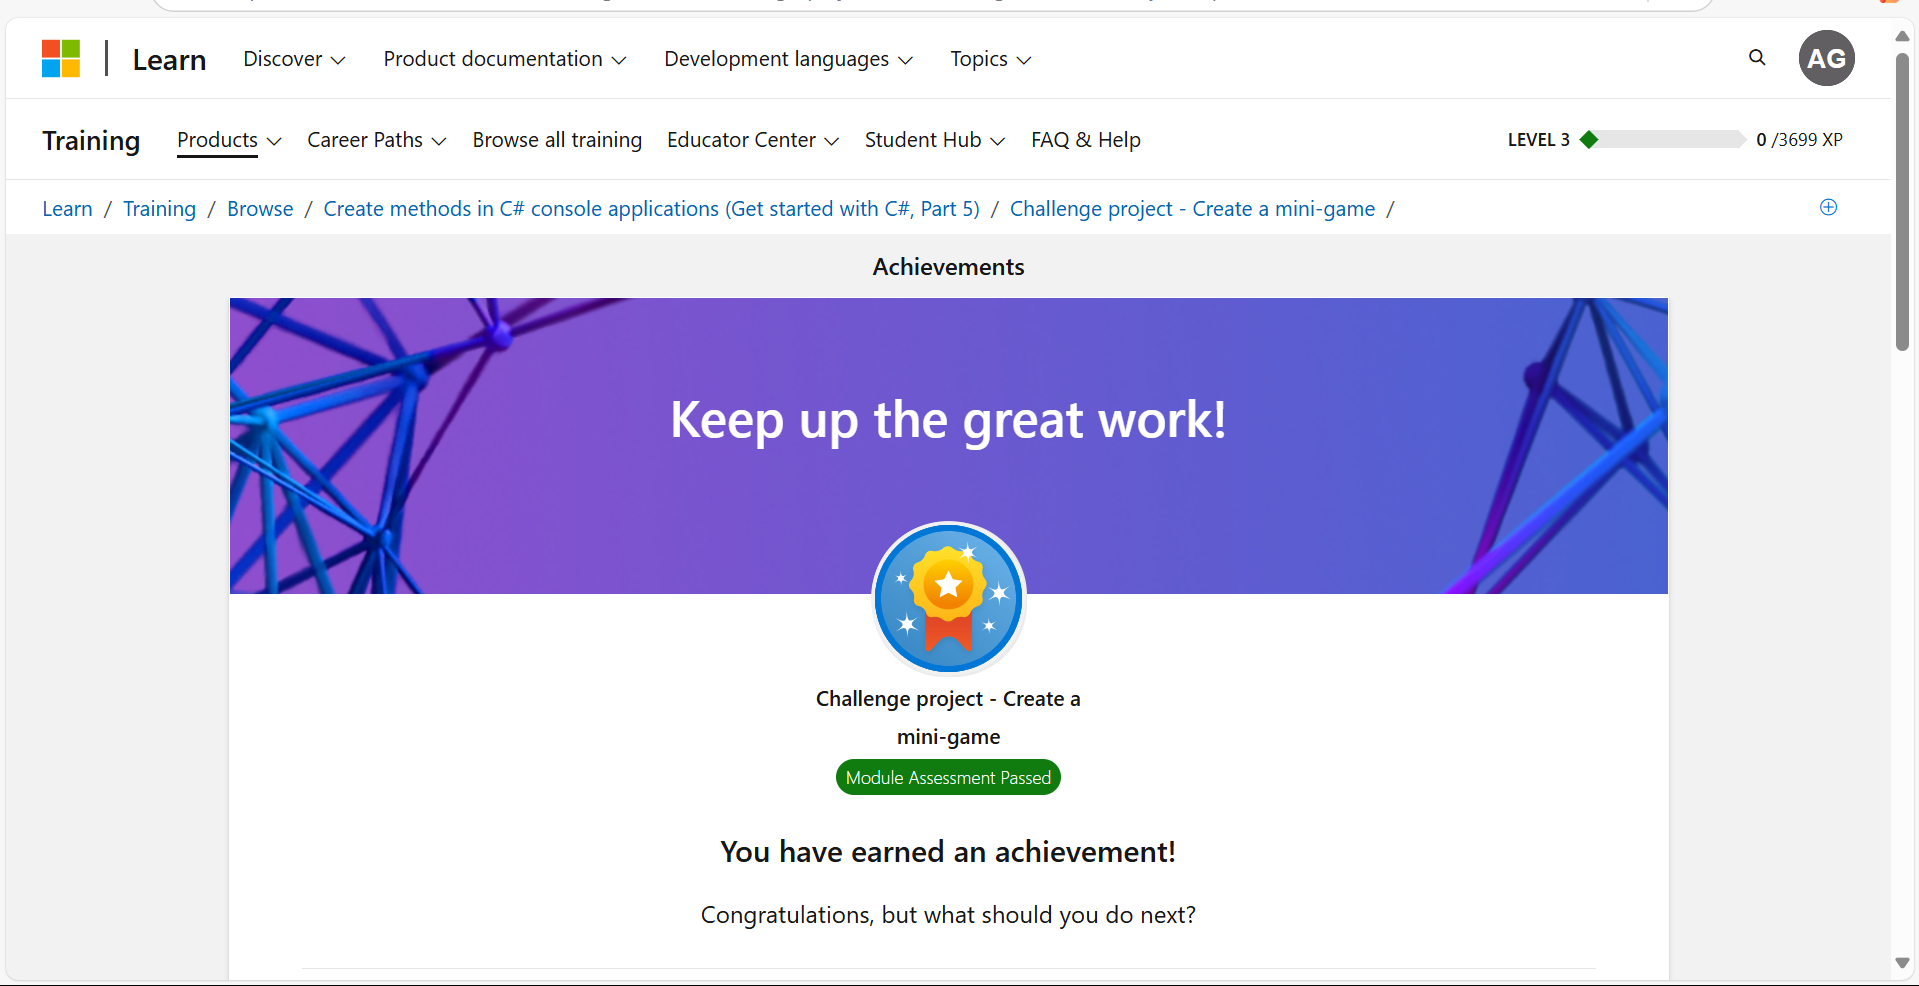 Learn Discover Product documentation Development languages Topics AG
Training Products Career Paths Browse all training Educator Center Student Hub FAQ & Help LEVEL 3 0 /3699 XP
Learn / Training / Browse / Create methods in C# console applications (Get started with C#, Part 5) / Challenge project - Create a mini-game /
Achievements
Keep up the great work!
Challenge project - Create a
mini-game
Module Assessment Passed
You have earned an achievement!
Congratulations, but what should you do next?